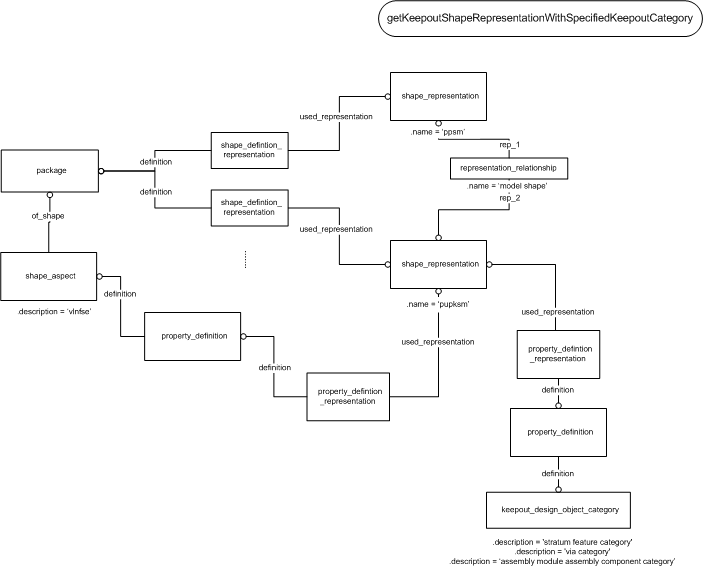 getKeepoutShapeRepresentationWithSpecifiedKeepoutCategory
shape_representation
used_representation
.name = 'ppsm'
rep_1
shape_defintion_
representation
definition
package
representation_relationship
.name = 'model shape'
rep_2
definition
shape_defintion_
representation
used_representation
of_shape
shape_representation
shape_aspect
definition
.name = 'pupksm'
.description = 'vlnfse'
used_representation
property_definition
used_representation
property_defintion
_representation
definition
property_defintion
_representation
definition
property_definition
definition
keepout_design_object_category
.description = 'stratum feature category'
.description = 'via category'
.description = 'assembly module assembly component category'